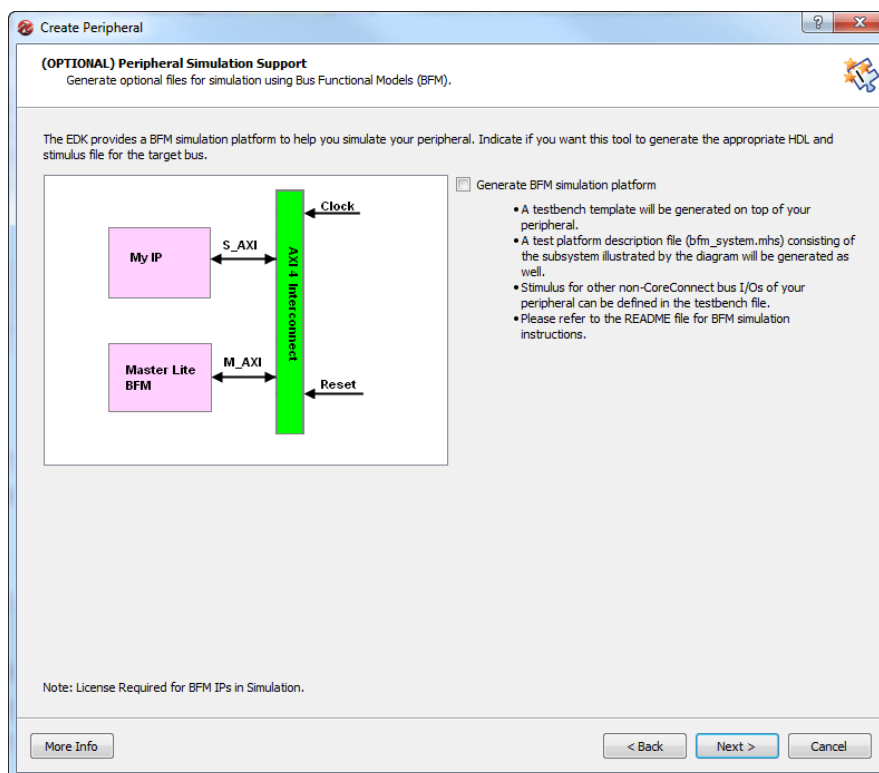 Create Peripheral
?
X
(OPTIONAL) Peripheral Simulation Support
Generate optional files for simulation using Bus Functional Models (BFM).
The EDK provides a BFM simulation platform to help you simulate your peripheral. Indicate if you want this tool to generate the appropriate HDL and
stimulus file for the target bus.
My IP
S_AXI
Master Lite
BFM
M_AXI
AXI 4 Interconnect
Clock
Reset
Generate BFM simulation platform
• A testbench template will be generated on top of your
peripheral.
• A test platform description file (bfm_system.mhs) consisting of
the subsystem illustrated by the diagram will be generated as
well.
• Stimulus for other non-CoreConnect bus I/Os of your
peripheral can be defined in the testbench file.
• Please refer to the README file for BFM simulation
instructions.
Note: License Required for BFM IPs in Simulation.
More Info
< Back
Next >
Cancel